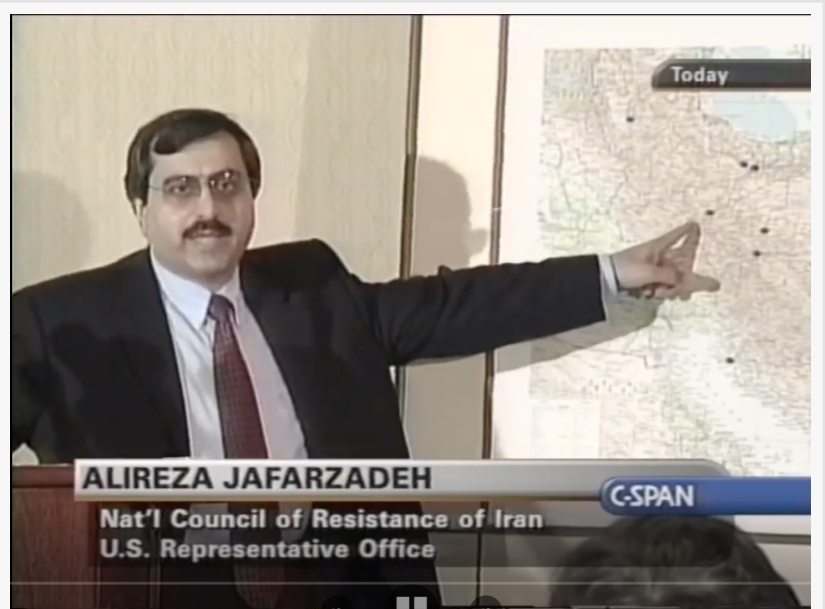 Today
ALIREZA JAFARZADEH
C-SPAN
Nat'l Council of Resistance of Iran
U.S. Representative Office